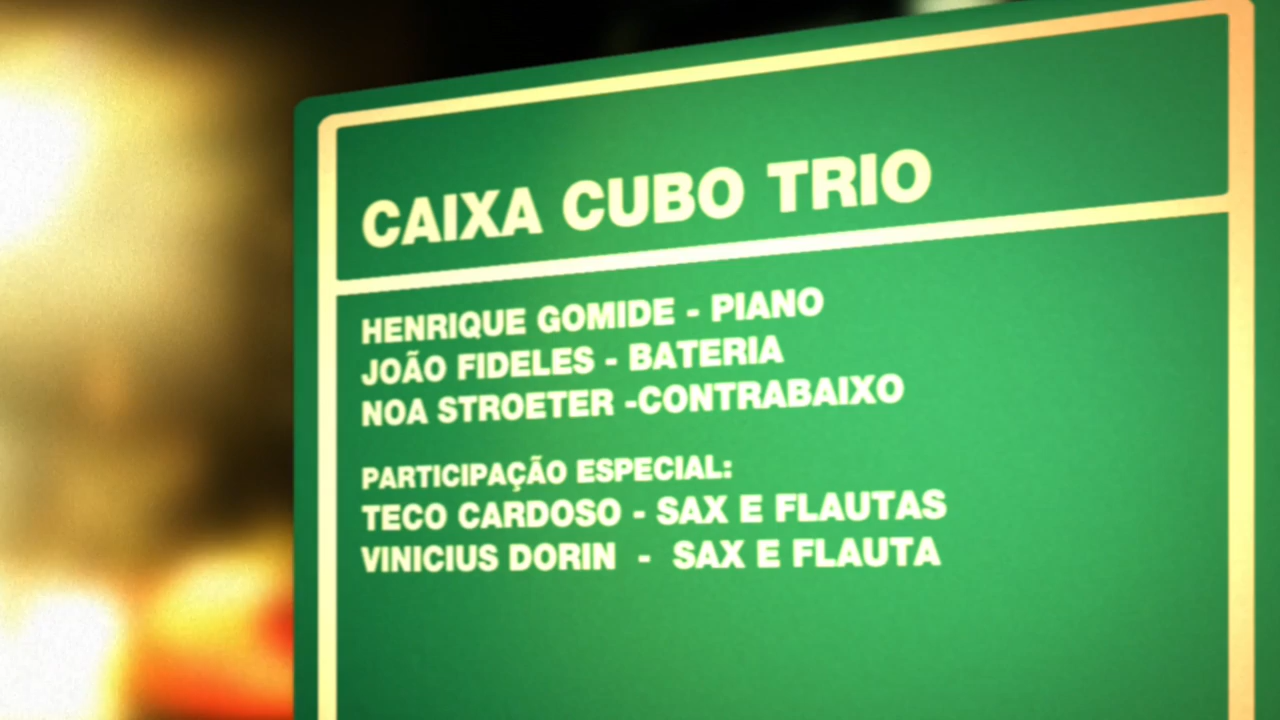 CAIXA CUBO TRIO
HENRIQUE GOMIDE - PIANO
JOÃO FIDELES - BATERIA
NOA STROETER -CONTRABAIXO
PARTICIPAÇÃO ESPECIAL:
TECO CARDOSO - SAX E FLAUTAS
VINICIUS DORIN - SAX E FLAUTA